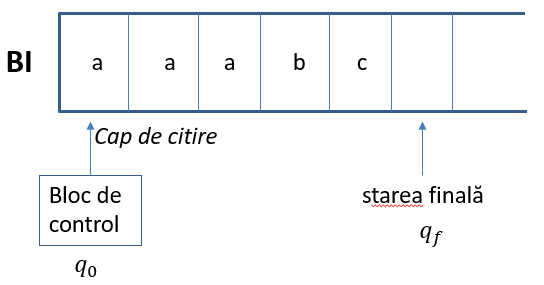 BI
a a a b c
Cap de citire
Bloc de
control
starea finală
q0
qf